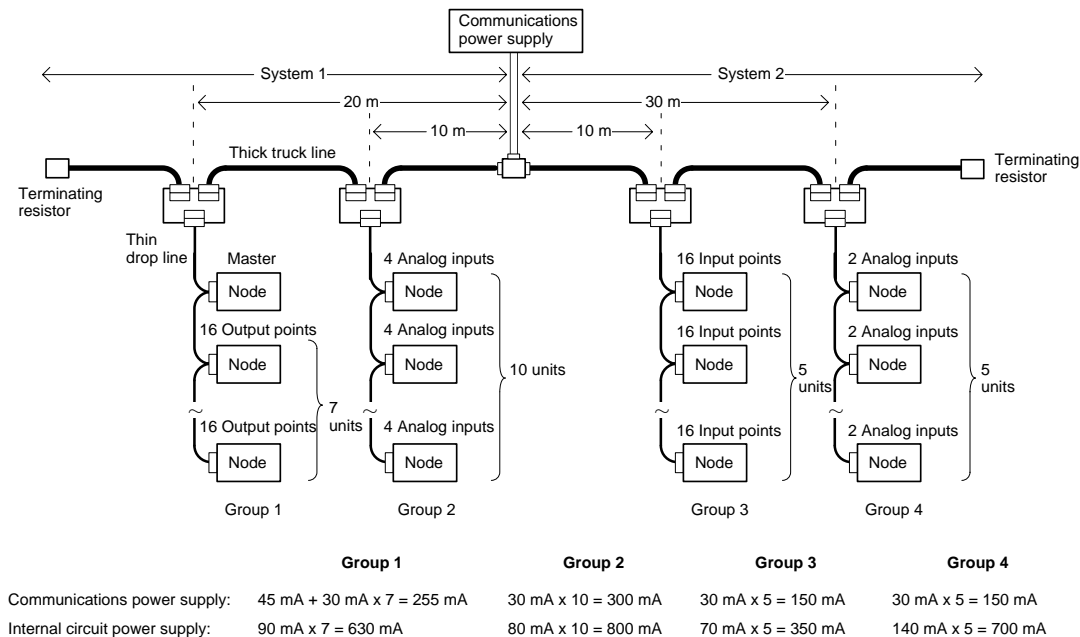 Communications
power supply
System 1
System 2
20 m
30 m
10 m
10 m
Thick truck line
Terminating
resistor
Terminating
resistor
Thin
drop line
Master
4 Analog inputs
16 Input points
2 Analog inputs
Node
Node
Node
Node
16 Output points
4 Analog inputs
16 Input points
2 Analog inputs
Node
Node
Node
Node
7
units
10 units
5
units
5
units
16 Output points
4 Analog inputs
16 Input points
2 Analog inputs
Node
Node
Node
Node
Group 1
Group 2
Group 3
Group 4
Group 1 Group 2 Group 3 Group 4
Communications power supply: 45 mA + 30 mA x 7 = 255 mA 30 mA x 10 = 300 mA 30 mA x 5 = 150 mA 30 mA x 5 = 150 mA
Internal circuit power supply: 90 mA x 7 = 630 mA 80 mA x 10 = 800 mA 70 mA x 5 = 350 mA 140 mA x 5 = 700 mA